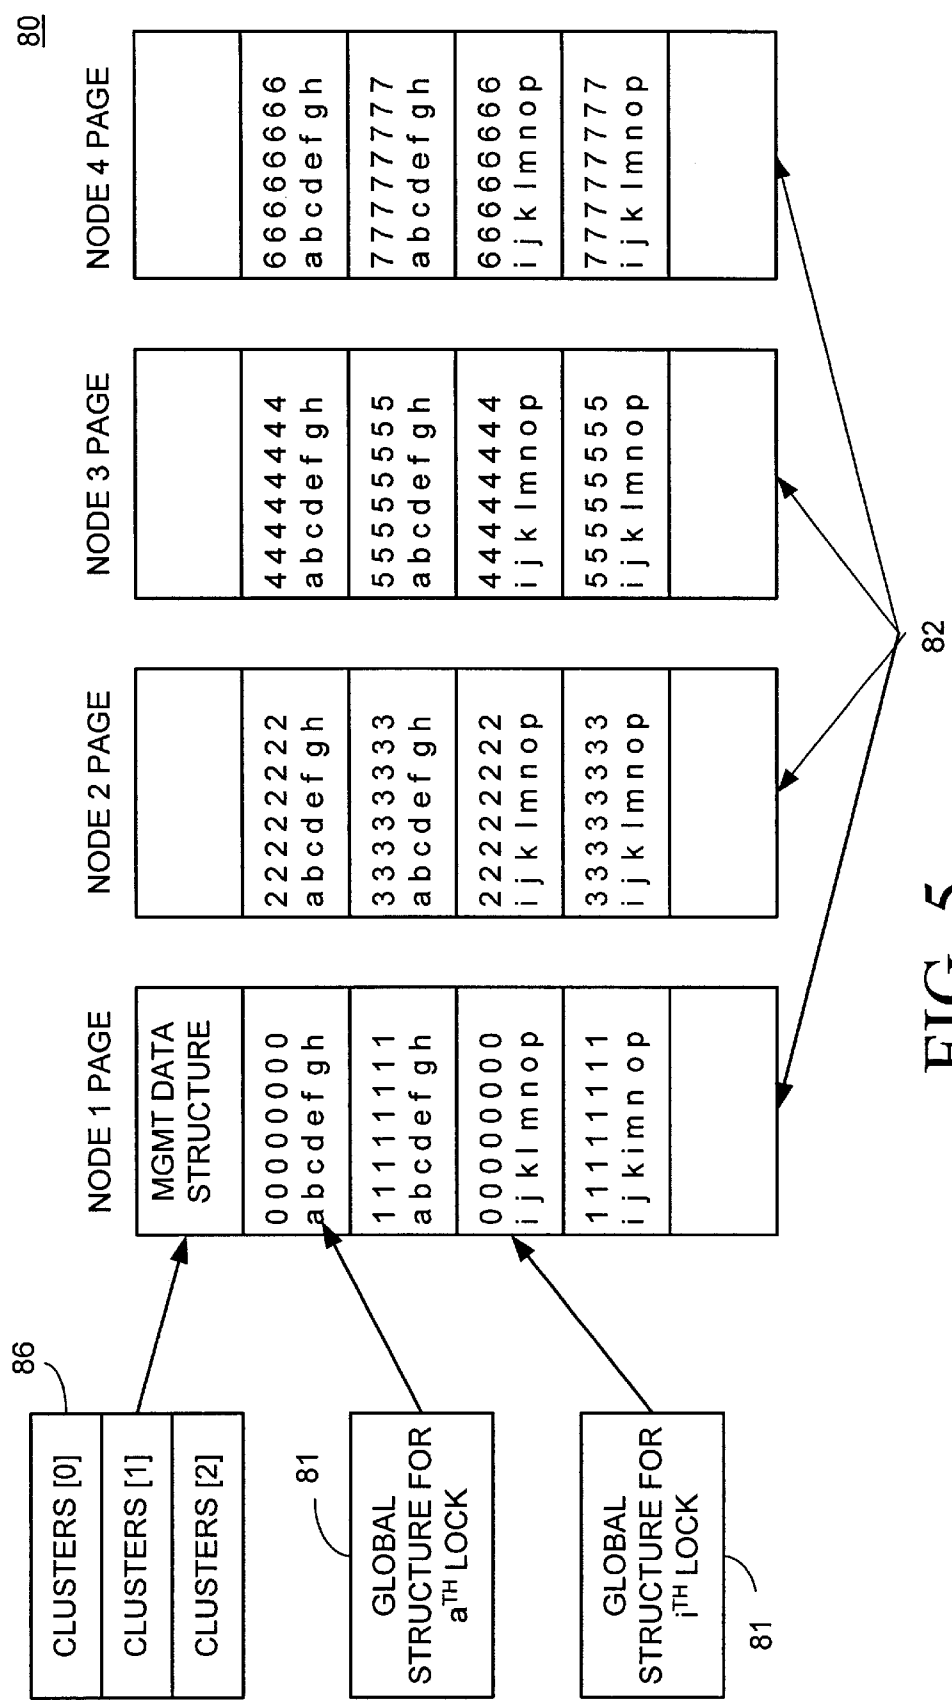 80
CLUSTERS [0]
CLUSTERS [1]
CLUSTERS [2]
86
GLOBAL
STRUCTURE FOR
aTH LOCK
81
GLOBAL
STRUCTURE FOR
iTH LOCK
81
NODE 1 PAGE
MGMT DATA
STRUCTURE
0 0 0 0 0 0 0 0
a b c d e f g h
1 1 1 1 1 1 1 1
a b c d e f g h
0 0 0 0 0 0 0 0
i j k l m n o p
1 1 1 1 1 1 1 1
i j k i m n o p
NODE 2 PAGE
2 2 2 2 2 2 2 2
a b c d e f g h
3 3 3 3 3 3 3 3
a b c d e f g h
2 2 2 2 2 2 2 2
i j k l m n o p
3 3 3 3 3 3 3 3
i j k l m n o p
NODE 3 PAGE
4 4 4 4 4 4 4 4
a b c d e f g h
5 5 5 5 5 5 5 5
a b c d e f g h
4 4 4 4 4 4 4 4
i j k l m n o p
5 5 5 5 5 5 5 5
i j k l m n o p
NODE 4 PAGE
6 6 6 6 6 6 6 6
a b c d e f g h
7 7 7 7 7 7 7 7
a b c d e f g h
6 6 6 6 6 6 6 6
i j k l m n o p
7 7 7 7 7 7 7 7
i j k l m n o p
82
FIG. 5